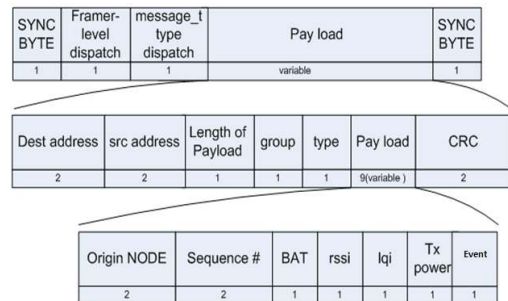 SYNC BYTE
Framer-level dispatch
message_t type dispatch
Pay load
SYNC BYTE
1 1 1 variable 1
Dest address
src address
Length of Payload
group
type
Pay load
CRC
2 2 1 1 1 9(variable ) 2
Origin NODE
Sequence #
BAT
rssi
lqi
Tx power
Event
2 2 1 1 1 1 1